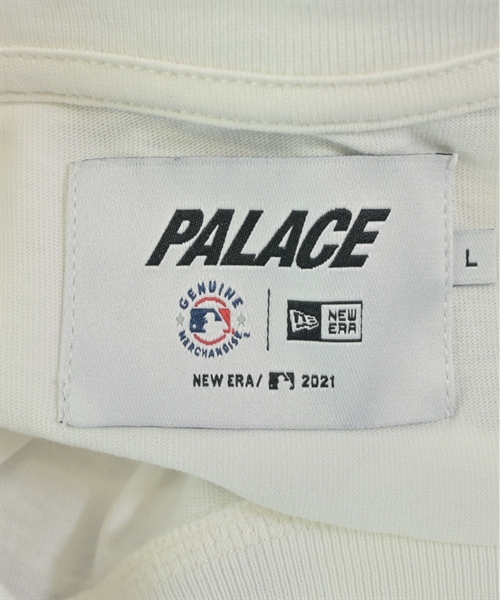 PALACE
GENUINE
MERCHANDISE
NEW ERA
L
NEW ERA/ 2021